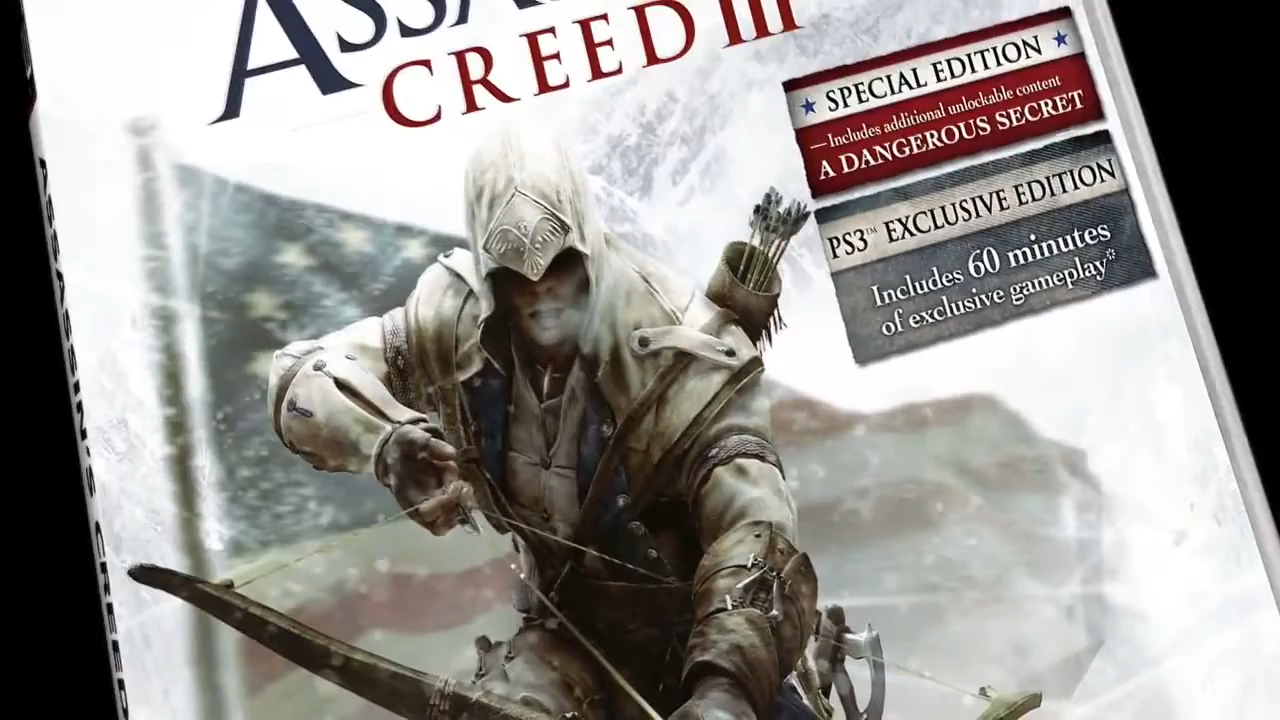 CREED III
★ SPECIAL EDITION ★
—Includes additional unlockable content
A DANGEROUS SECRET
PS3™ EXCLUSIVE EDITION
Includes 60 minutes
of exclusive gameplay*
ASSASSIN'S CREED